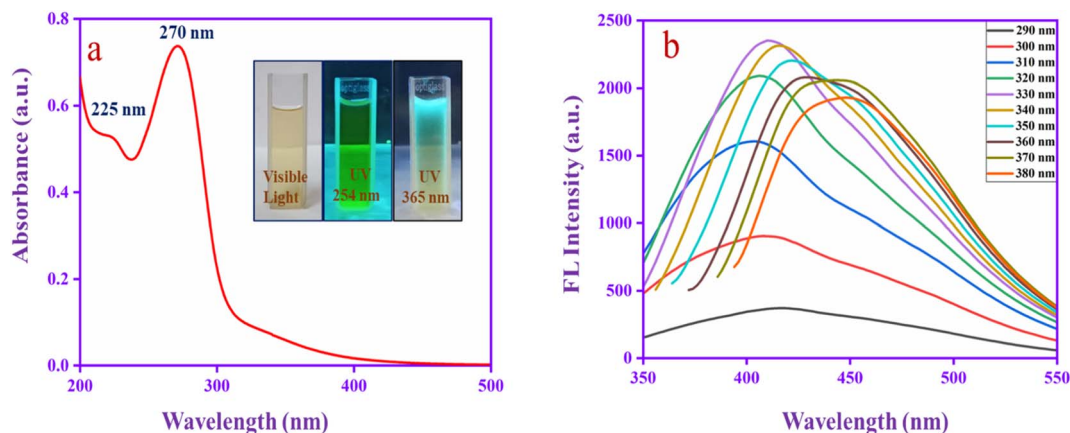 a
270 nm
225 nm
Absorbance (a.u.)
0.8
0.6
0.4
0.2
0.0
200
300
400
500
Wavelength (nm)
Visible
Light
UV
254 nm
UV
365 nm
b
FL Intensity (a.u.)
2500
2000
1500
1000
500
0
350
400
450
500
550
Wavelength (nm)
290 nm
300 nm
310 nm
320 nm
330 nm
340 nm
350 nm
360 nm
370 nm
380 nm